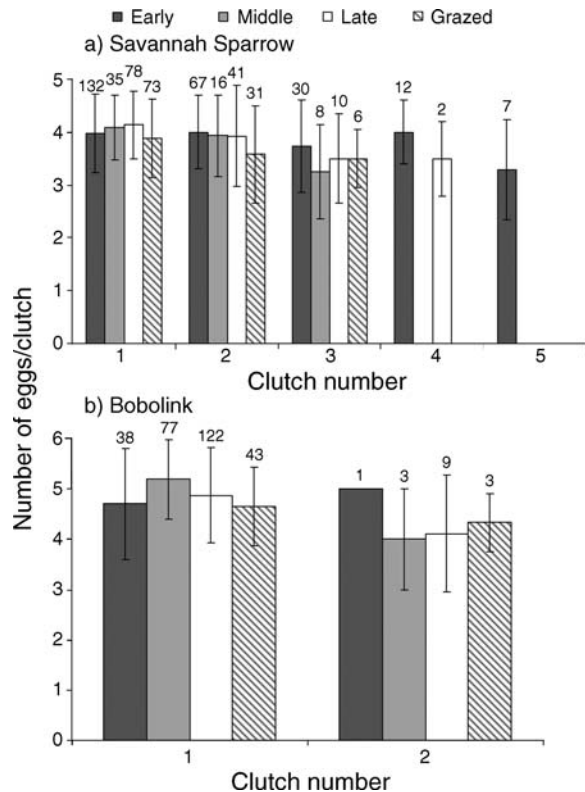 Early Middle Late Grazed
a) Savannah Sparrow
132 35 78 73 67 16 41 31 30 8 10 6 12 2 7
5
4
3
2
1
0
1 2 3 4 5
Clutch number
Number of eggs/clutch
b) Bobolink
38 77 122 43 1 3 9 3
6
5
4
3
2
1
0
1 2
Clutch number